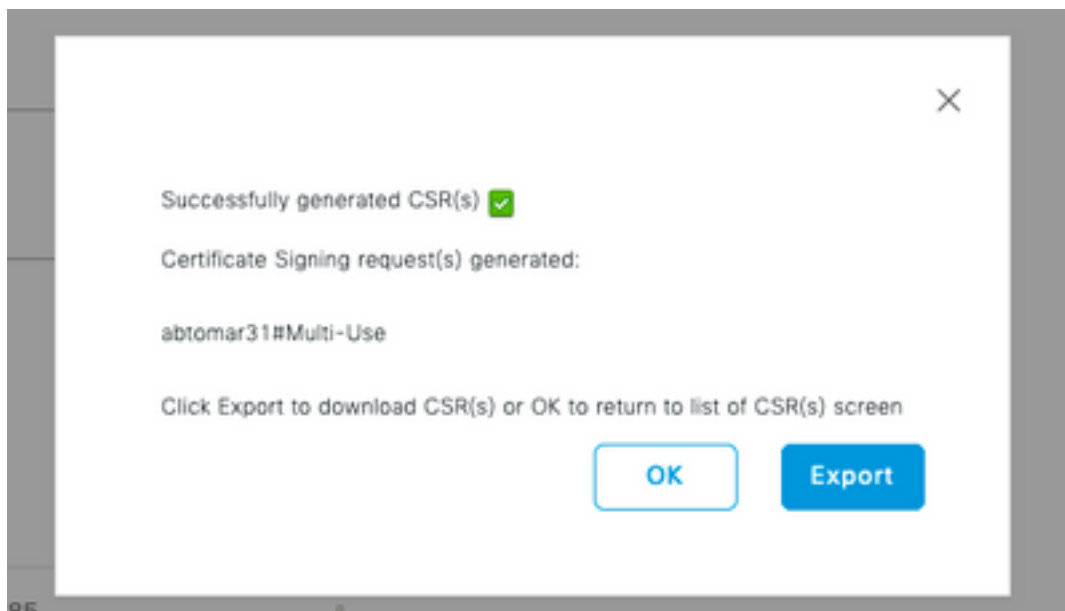 Successfully generated CSR(s) ✅
Certificate Signing request(s) generated:
abtomar31#Multi-Use
Click Export to download CSR(s) or OK to return to list of CSR(s) screen
OK
Export